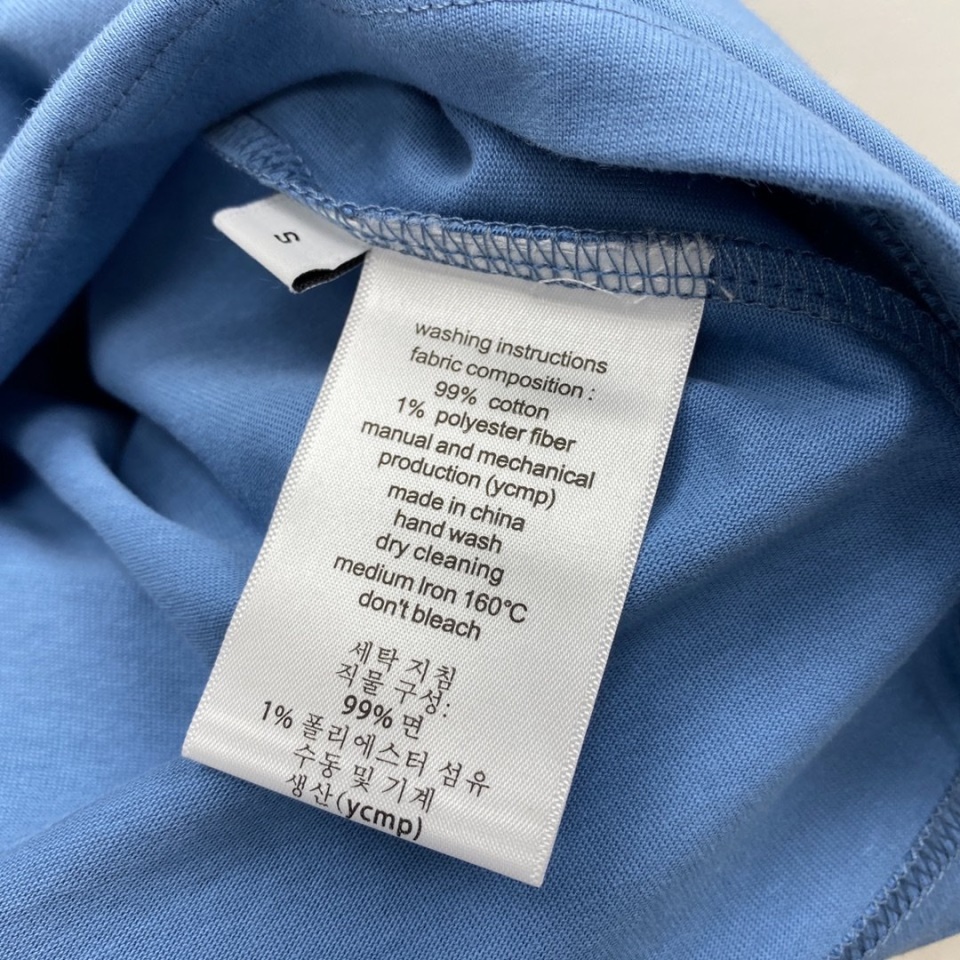 S
washing instructions
fabric composition :
99% cotton
1% polyester fiber
manual and mechanical
production (ycmp)
made in china
hand wash
dry cleaning
medium Iron 160°C
don't bleach
세탁 지침
직물 구성:
99% 면
1% 폴리에스터 섬유
수동 및 기계
생산(ycmp)